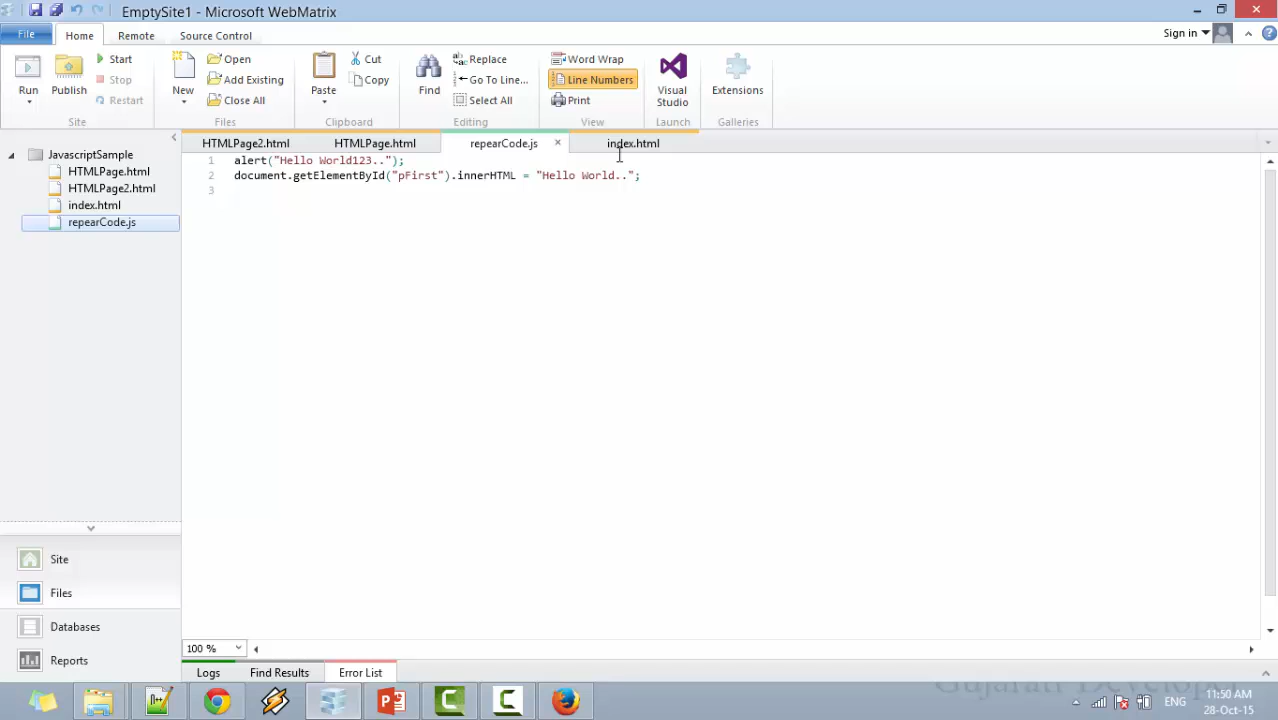 EmptySite1 - Microsoft WebMatrix
File Home Remote Source Control Sign in
Run Publish Start Stop Restart Site
New Open Add Existing Close All Files
Paste Cut Copy Clipboard
Find Replace Go To Line... Select All Editing
Word Wrap Line Numbers Print View
Visual Studio Launch
Extensions Galleries
HTMLPage2.html HTMLPage.html repearCode.js index.html
JavascriptSample
HTMLPage.html
HTMLPage2.html
index.html
repearCode.js
1 alert("Hello World123..");
2 document.getElementById("pFirst").innerHTML = "Hello World..";
3
Site
Files
Databases
Reports
100 %
Logs Find Results Error List
Gujarati Developer
ENG
11:50 AM
28-Oct-15